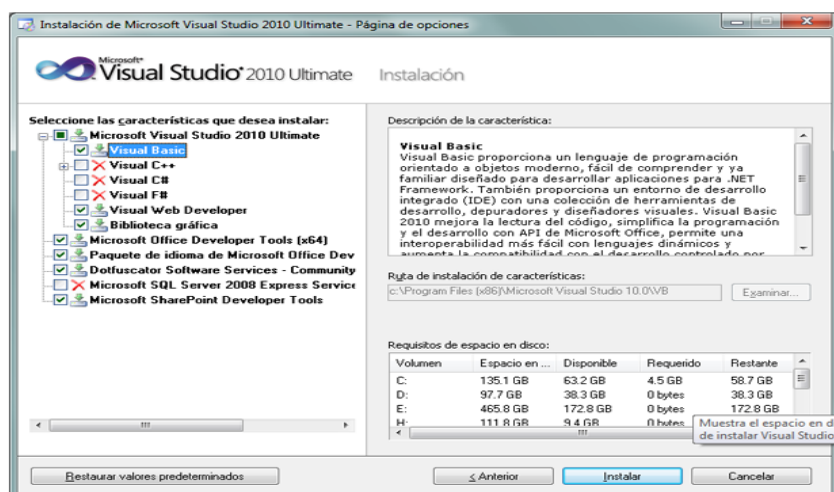 Instalación de Microsoft Visual Studio 2010 Ultimate - Página de opciones
Microsoft
Visual Studio 2010 Ultimate
Instalación
Seleccione las características que desea instalar:
Microsoft Visual Studio 2010 Ultimate
Visual Basic
Visual C++
Visual C#
Visual F#
Visual Web Developer
Biblioteca gráfica
Microsoft Office Developer Tools (x64)
Paquete de idioma de Microsoft Office Dev
Dotfuscator Software Services - Community
Microsoft SQL Server 2008 Express Service
Microsoft SharePoint Developer Tools
Descripción de la característica:
Visual Basic
Visual Basic proporciona un lenguaje de programación
orientado a objetos moderno, fácil de comprender y ya
familiar diseñado para desarrollar aplicaciones para .NET
Framework. También proporciona un entorno de desarrollo
integrado (IDE) con una colección de herramientas de
desarrollo, depuradores y diseñadores visuales. Visual Basic
2010 mejora la lectura del código, simplifica la programación
y el desarrollo con API de Microsoft Office, permite una
interoperabilidad más fácil con lenguajes dinámicos y
aumenta la compatibilidad con el desarrollo controlado por
Ruta de instalación de características:
c:\Program Files (x86)\Microsoft Visual Studio 10.0\VB
Examinar...
Requisitos de espacio en disco:
Volumen Espacio en ... Disponible Requerido Restante
C: 135.1 GB 63.2 GB 4.5 GB 58.7 GB
D: 97.7 GB 38.3 GB 0 bytes 38.3 GB
E: 465.8 GB 172.8 GB 0 bytes 172.8 GB
H: 111.8 GB 9.4 GB 0 bytes
Muestra el espacio en d
de instalar Visual Studio
Restaurar valores predeterminados
< Anterior
Instalar
Cancelar